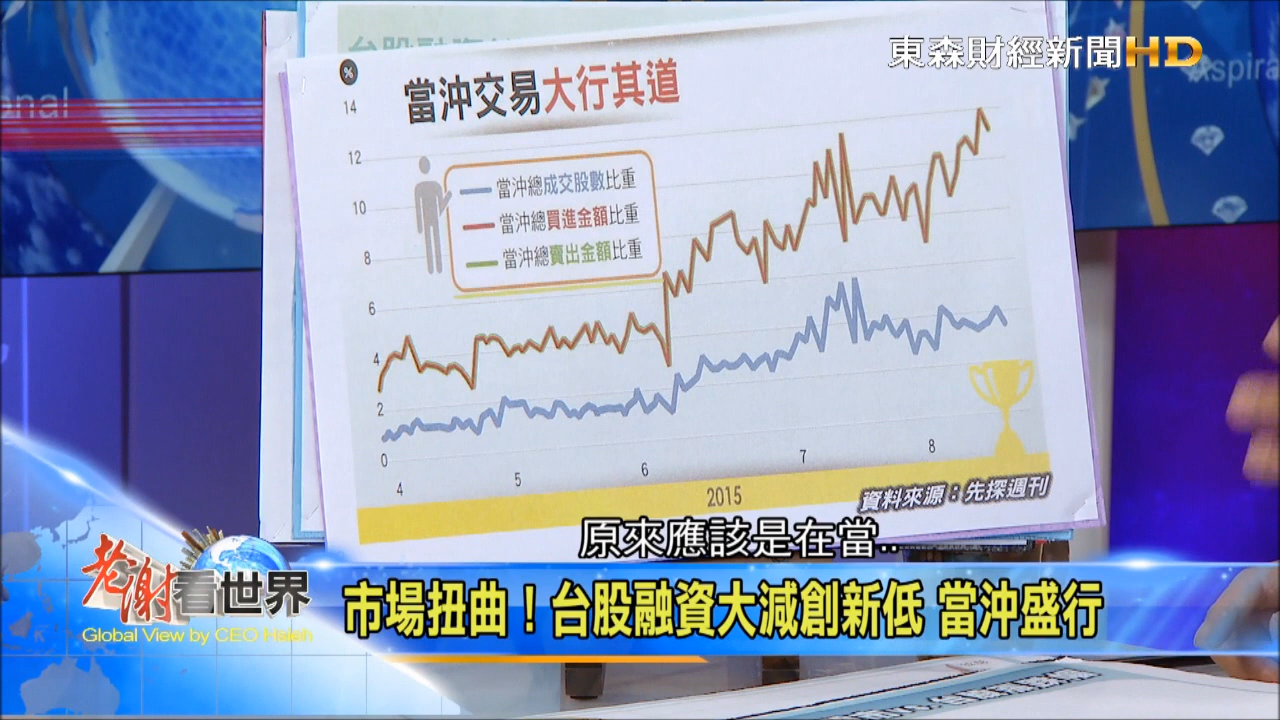 東森財經新聞HD
onal
Aspira
%
當沖交易大行其道
14
12
10
8
6
4
2
0
當沖總成交股數比重
當沖總買進金額比重
當沖總賣出金額比重
4
5
6
7
8
2015
資料來源：先探週刊
原來應該是在當..
老謝看世界
Global View by CEO Hsieh
市場扭曲！台股融資大減創新低 當沖盛行